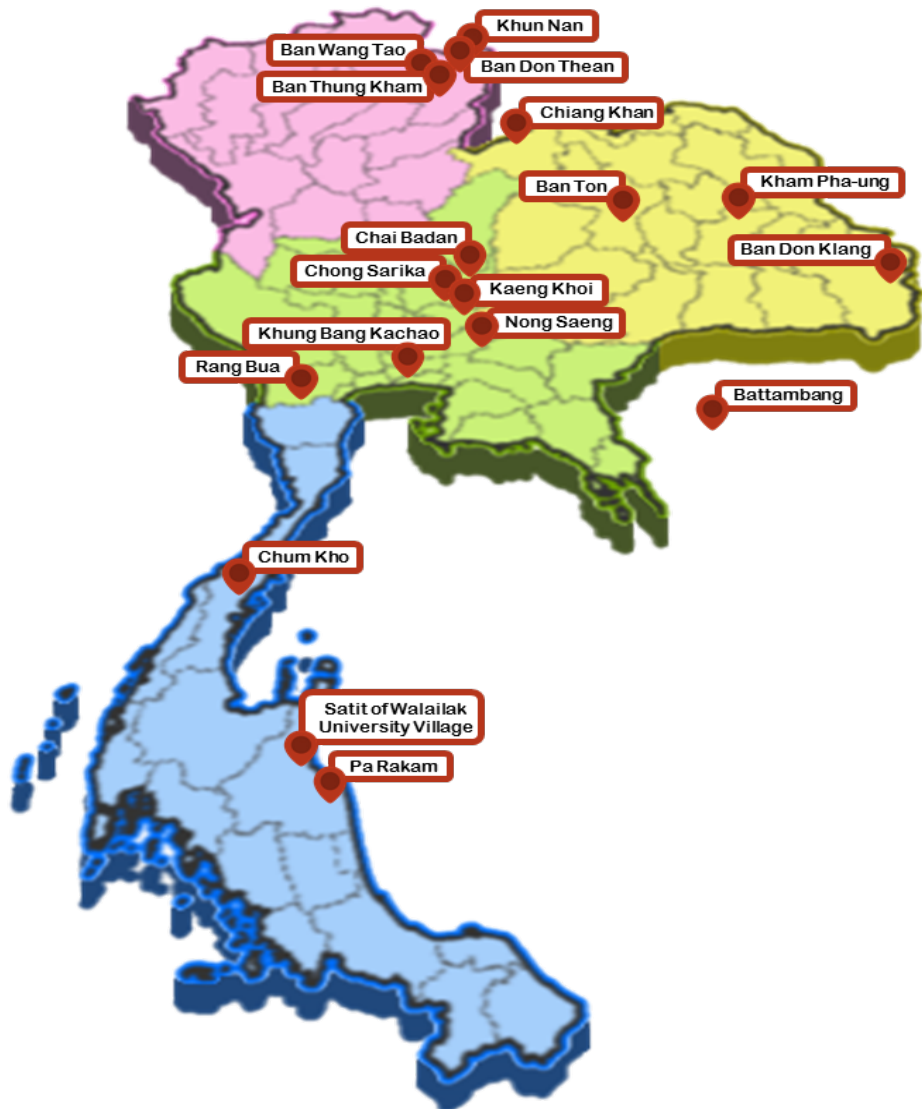 Khun Nan
Ban Wang Tao
Ban Don Thean
Ban Thung Kham
Chiang Khan
Kham Pha-ung
Ban Ton
Chai Badan
Ban Don Klang
Chong Sarika
Kaeng Khoi
Nong Saeng
Khung Bang Kachao
Rang Bua
Battambang
Chum Kho
Satit of Walailak
University Village
Pa Rakam